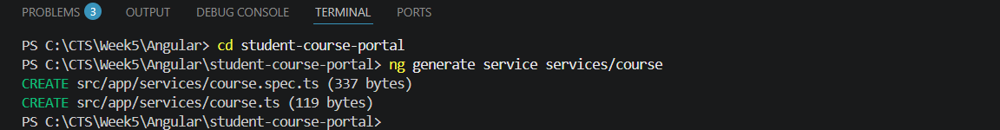 PROBLEMS 3 OUTPUT DEBUG CONSOLE TERMINAL PORTS
PS C:\CTS\Week5\Angular> cd student-course-portal
PS C:\CTS\Week5\Angular\student-course-portal> ng generate service services/course
CREATE src/app/services/course.spec.ts (337 bytes)
CREATE src/app/services/course.ts (119 bytes)
PS C:\CTS\Week5\Angular\student-course-portal>